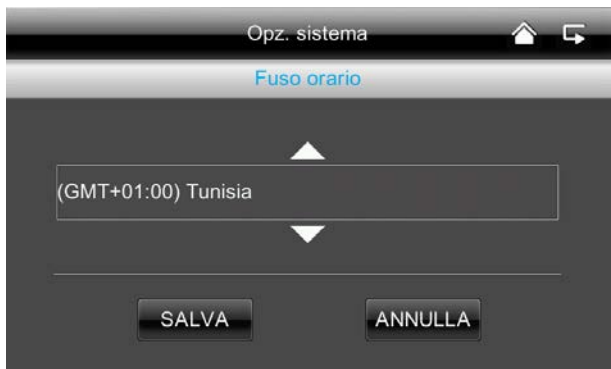 Opz. sistema
Fuso orario
(GMT+01:00) Tunisia
SALVA ANNULLA